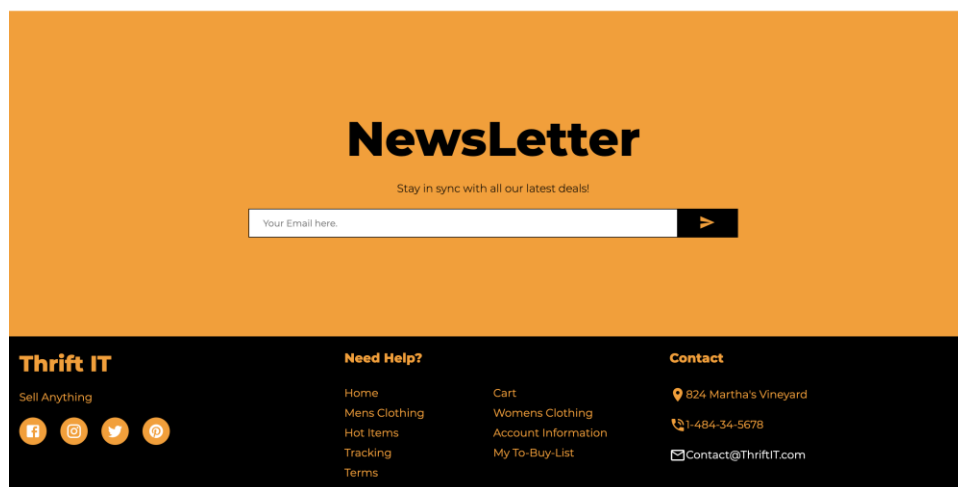 NewsLetter
Stay in sync with all our latest deals!
Your Email here.
Thrift IT
Sell Anything
Need Help?
Home
Mens Clothing
Hot Items
Tracking
Terms
Cart
Womens Clothing
Account Information
My To-Buy-List
Contact
824 Martha's Vineyard
1-484-34-5678
Contact@ThriftIT.com